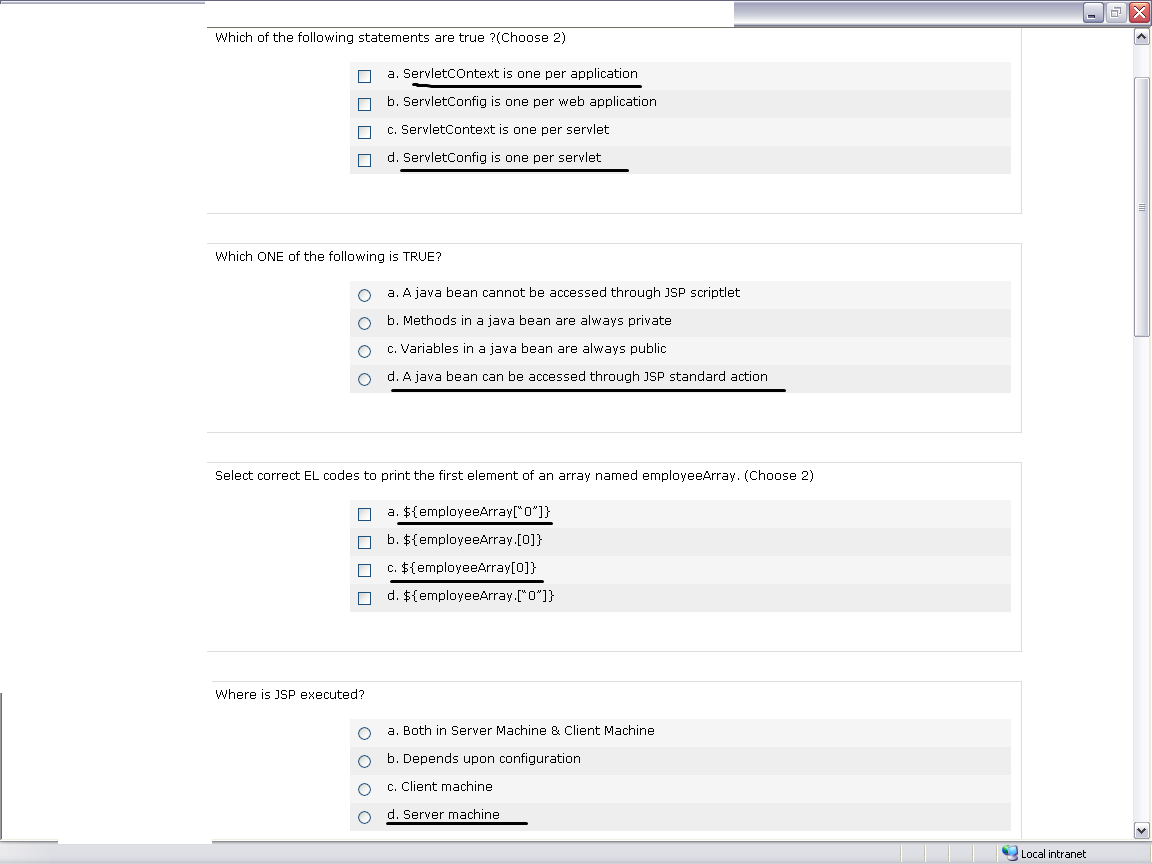 Which of the following statements are true ?(Choose 2)
a. ServletCOntext is one per application
b. ServletConfig is one per web application
c. ServletContext is one per servlet
d. ServletConfig is one per servlet
Which ONE of the following is TRUE?
a. A java bean cannot be accessed through JSP scriptlet
b. Methods in a java bean are always private
c. Variables in a java bean are always public
d. A java bean can be accessed through JSP standard action
Select correct EL codes to print the first element of an array named employeeArray. (Choose 2)
a. ${employeeArray[“0”]}
b. ${employeeArray.[0]}
c. ${employeeArray[0]}
d. ${employeeArray.[“0”]}
Where is JSP executed?
a. Both in Server Machine & Client Machine
b. Depends upon configuration
c. Client machine
d. Server machine
Local intranet